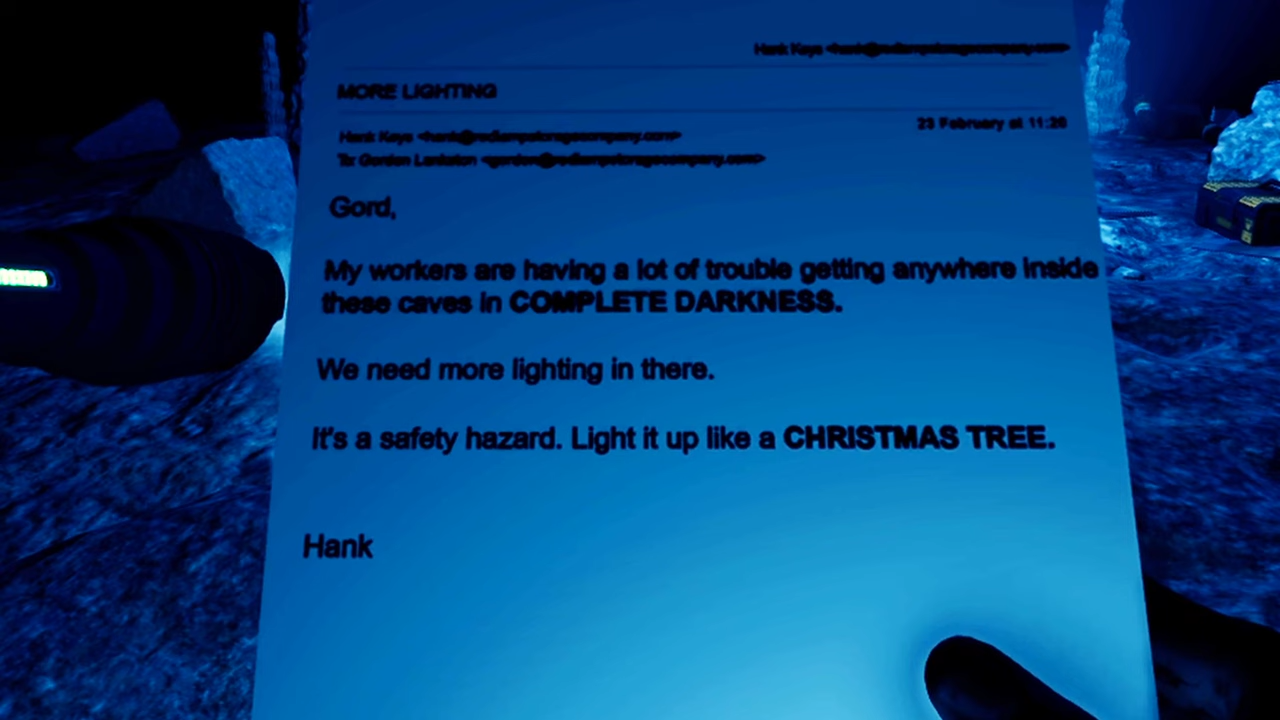 Hank Keys
MORE LIGHTING
Hank Keys
23 February at 11:26
To: Gordon
Gord,
My workers are having a lot of trouble getting anywhere inside
these caves in COMPLETE DARKNESS.
We need more lighting in there.
It's a safety hazard. Light it up like a CHRISTMAS TREE.
Hank